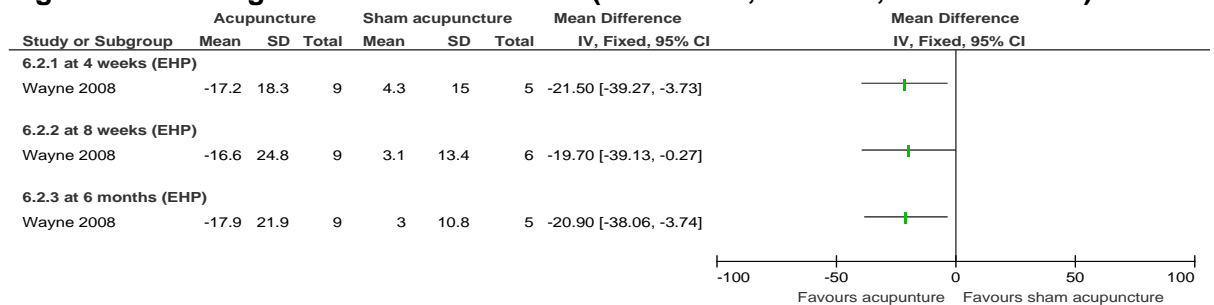 Acupuncture Sham acupuncture Mean Difference Mean Difference
Study or Subgroup Mean SD Total Mean SD Total IV, Fixed, 95% CI IV, Fixed, 95% CI
6.2.1 at 4 weeks (EHP)
Wayne 2008 -17.2 18.3 9 4.3 15 5 -21.50 [-39.27, -3.73]
6.2.2 at 8 weeks (EHP)
Wayne 2008 -16.6 24.8 9 3.1 13.4 6 -19.70 [-39.13, -0.27]
6.2.3 at 6 months (EHP)
Wayne 2008 -17.9 21.9 9 3 10.8 5 -20.90 [-38.06, -3.74]
-100 -50 0 50 100
Favours acupunture Favours sham acupuncture